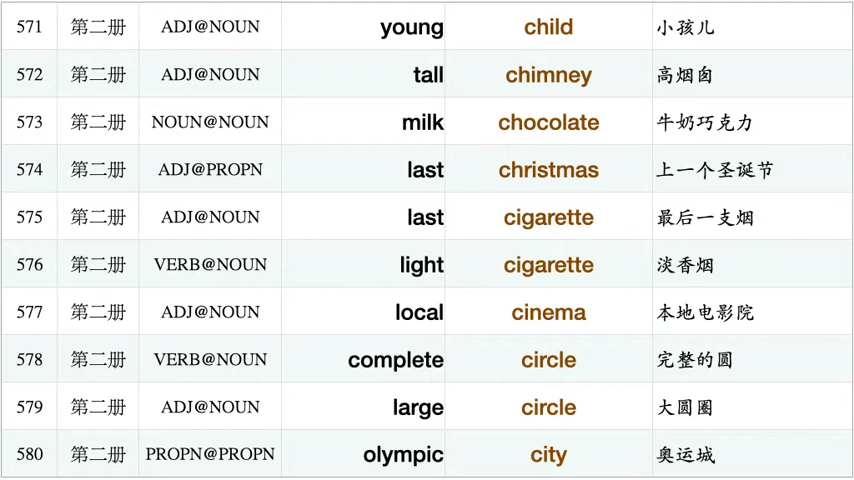 571 第二册 ADJ@NOUN young child 小孩儿
572 第二册 ADJ@NOUN tall chimney 高烟囱
573 第二册 NOUN@NOUN milk chocolate 牛奶巧克力
574 第二册 ADJ@PROPN last christmas 上一个圣诞节
575 第二册 ADJ@NOUN last cigarette 最后一支烟
576 第二册 VERB@NOUN light cigarette 淡香烟
577 第二册 ADJ@NOUN local cinema 本地电影院
578 第二册 VERB@NOUN complete circle 完整的圆
579 第二册 ADJ@NOUN large circle 大圆圈
580 第二册 PROPN@PROPN olympic city 奥运城